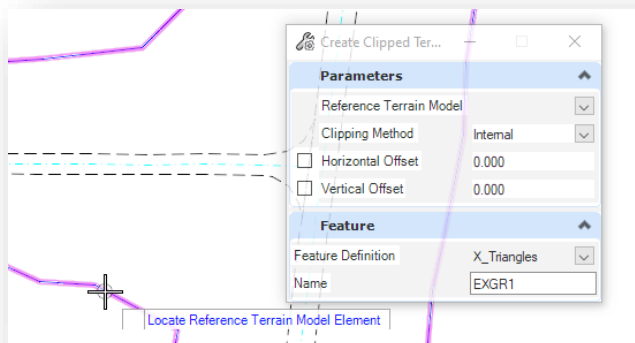 Create Clipped Ter...
Parameters
Reference Terrain Model
Clipping Method Internal
Horizontal Offset 0.000
Vertical Offset 0.000
Feature
Feature Definition X_Triangles
Name EXGR1
Locate Reference Terrain Model Element